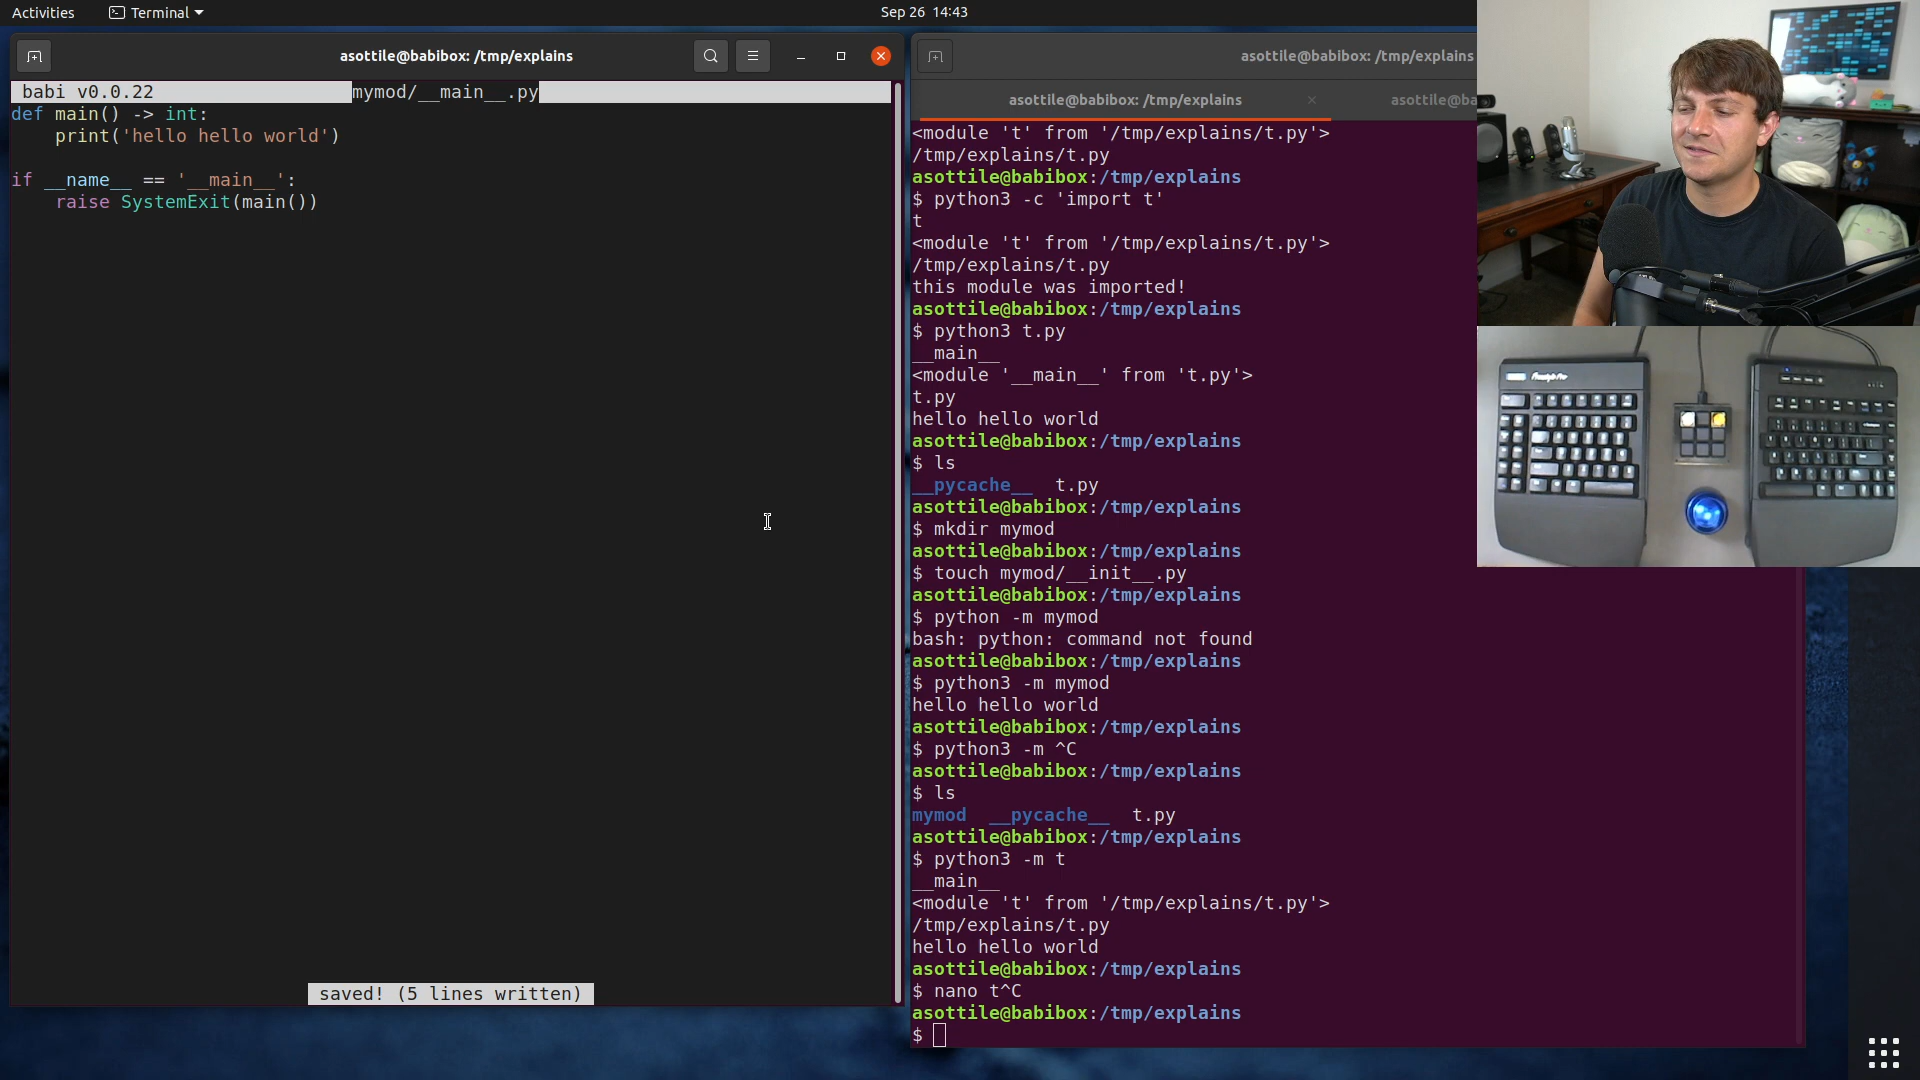 Activities
Terminal
Sep 26 14:43
asottile@babibox: /tmp/explains
babi v0.0.22 mymod/__main__.py
def main() -> int:
    print('hello hello world')
if __name__ == '__main__':
    raise SystemExit(main())
saved! (5 lines written)
asottile@babibox: /tmp/explains
asottile@babibox: /tmp/explains ×
asottile@ba
<module 't' from '/tmp/explains/t.py'>
/tmp/explains/t.py
asottile@babibox:/tmp/explains
$ python3 -c 'import t'
t
<module 't' from '/tmp/explains/t.py'>
/tmp/explains/t.py
this module was imported!
asottile@babibox:/tmp/explains
$ python3 t.py
__main__
<module '__main__' from 't.py'>
t.py
hello hello world
asottile@babibox:/tmp/explains
$ ls
__pycache__  t.py
asottile@babibox:/tmp/explains
$ mkdir mymod
asottile@babibox:/tmp/explains
$ touch mymod/__init__.py
asottile@babibox:/tmp/explains
$ python -m mymod
bash: python: command not found
asottile@babibox:/tmp/explains
$ python3 -m mymod
hello hello world
asottile@babibox:/tmp/explains
$ python3 -m ^C
asottile@babibox:/tmp/explains
$ ls
mymod  __pycache__  t.py
asottile@babibox:/tmp/explains
$ python3 -m t
__main__
<module 't' from '/tmp/explains/t.py'>
/tmp/explains/t.py
hello hello world
asottile@babibox:/tmp/explains
$ nano t^C
asottile@babibox:/tmp/explains
$